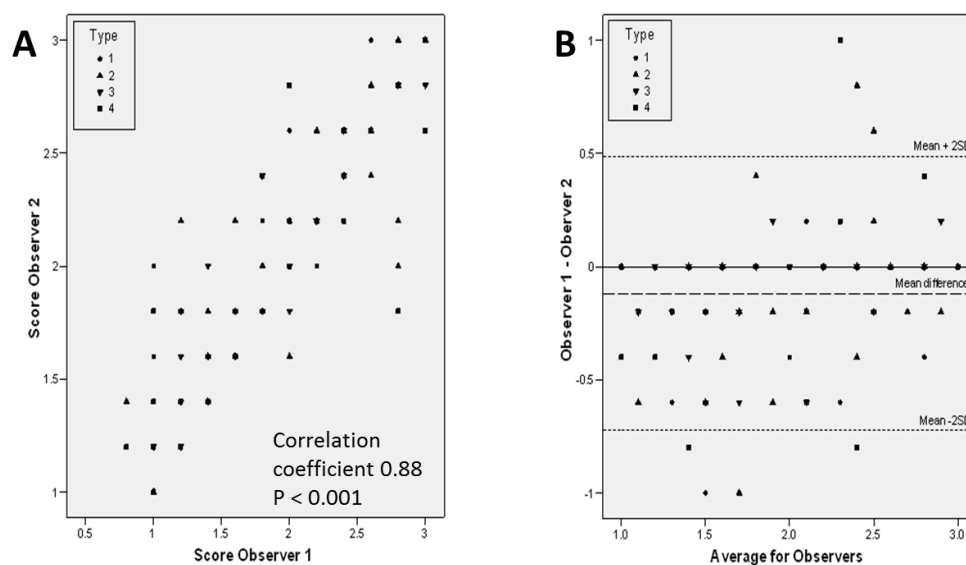 A
Type
1
2
3
4
3
2.5
2
1.5
1
Score Observer 2
Correlation
coefficient 0.88
P < 0.001
0.5 1 1.5 2 2.5 3
Score Observer 1
B
Type
1
2
3
4
1
0.5
0
-0.5
-1
Observer 1 - Oberver 2
Mean + 2SD
Mean difference
Mean -2SD
1.0 1.5 2.0 2.5 3.0
Average for Observers